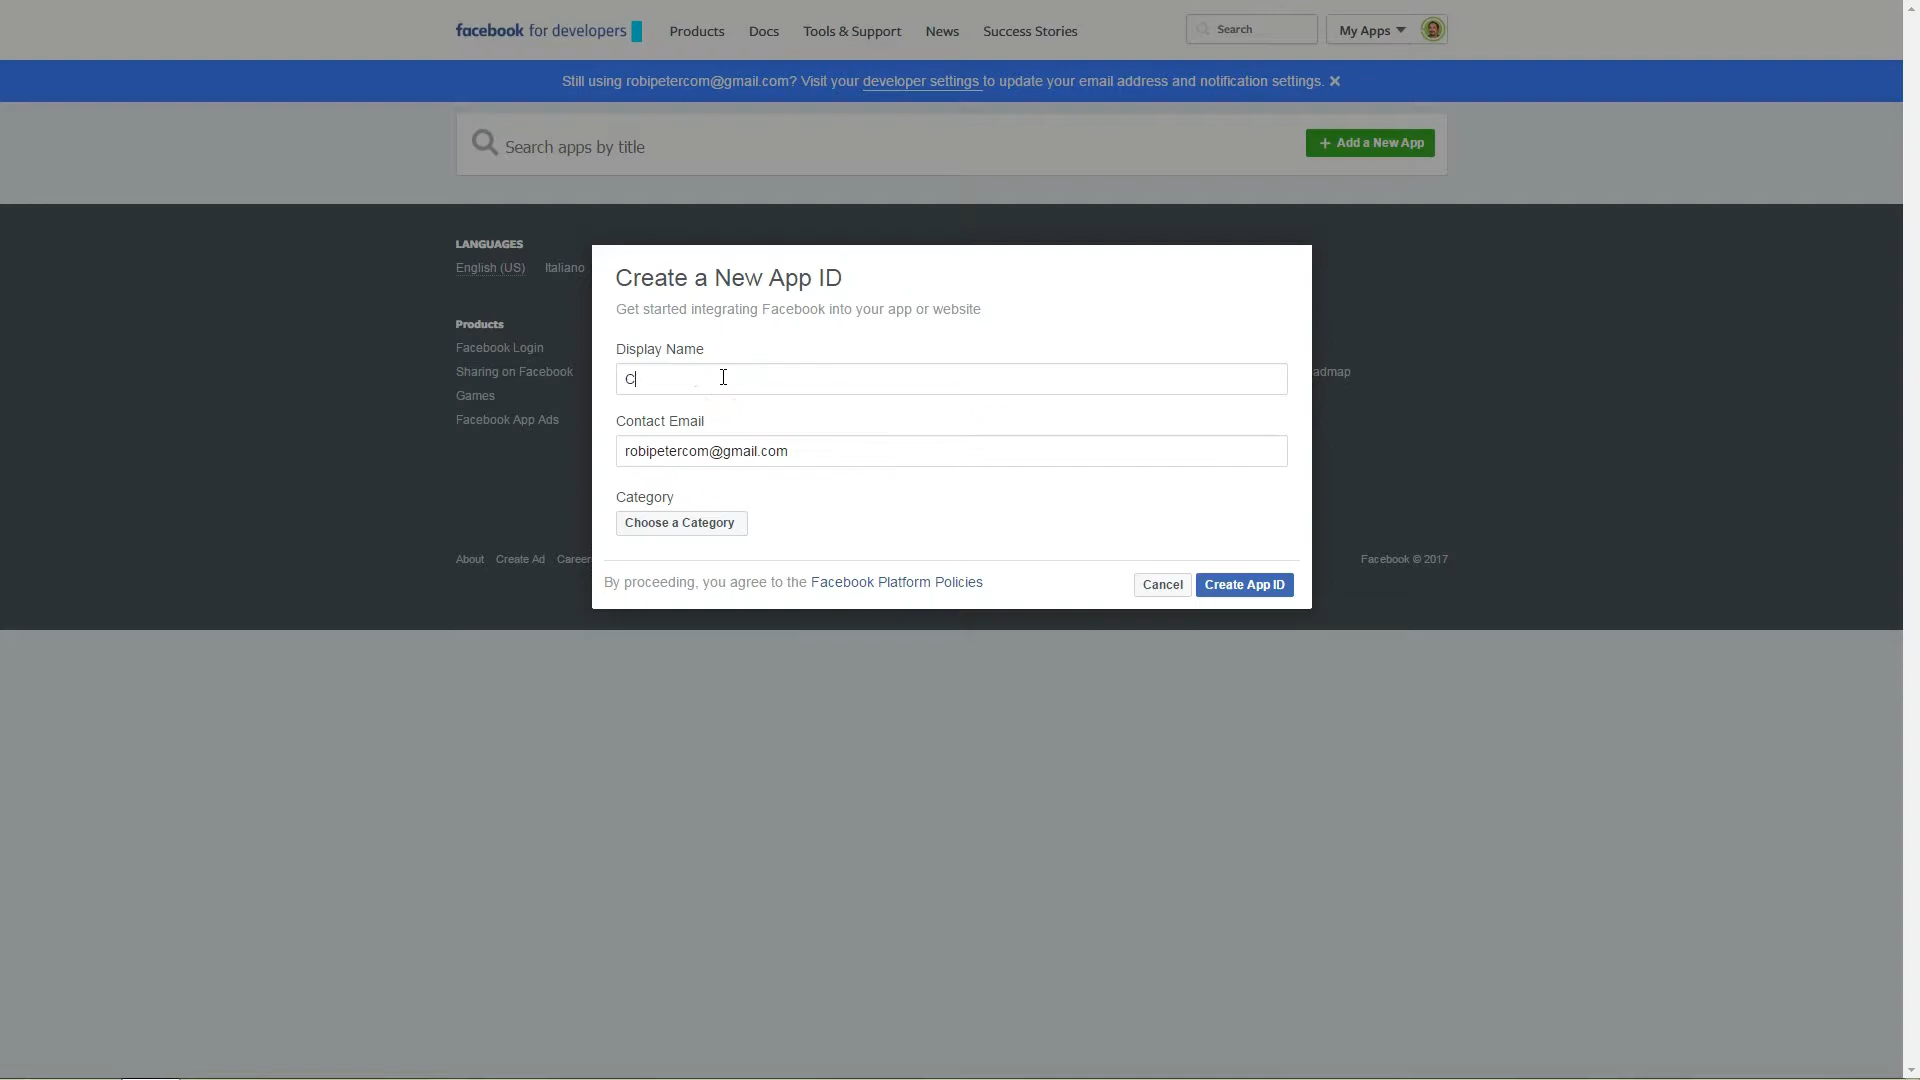 facebook for developers
Products
Docs
Tools & Support
News
Success Stories
Search
My Apps
Still using robipetercom@gmail.com? Visit your developer settings to update your email address and notification settings.
Search apps by title
+ Add a New App
LANGUAGES
English (US)
Italiano
Products
Facebook Login
Sharing on Facebook
Games
Facebook App Ads
Create a New App ID
Get started integrating Facebook into your app or website
Display Name
C
Contact Email
robipetercom@gmail.com
Category
Choose a Category
By proceeding, you agree to the Facebook Platform Policies
Cancel
Create App ID
admap
About
Create Ad
Career
Facebook © 2017